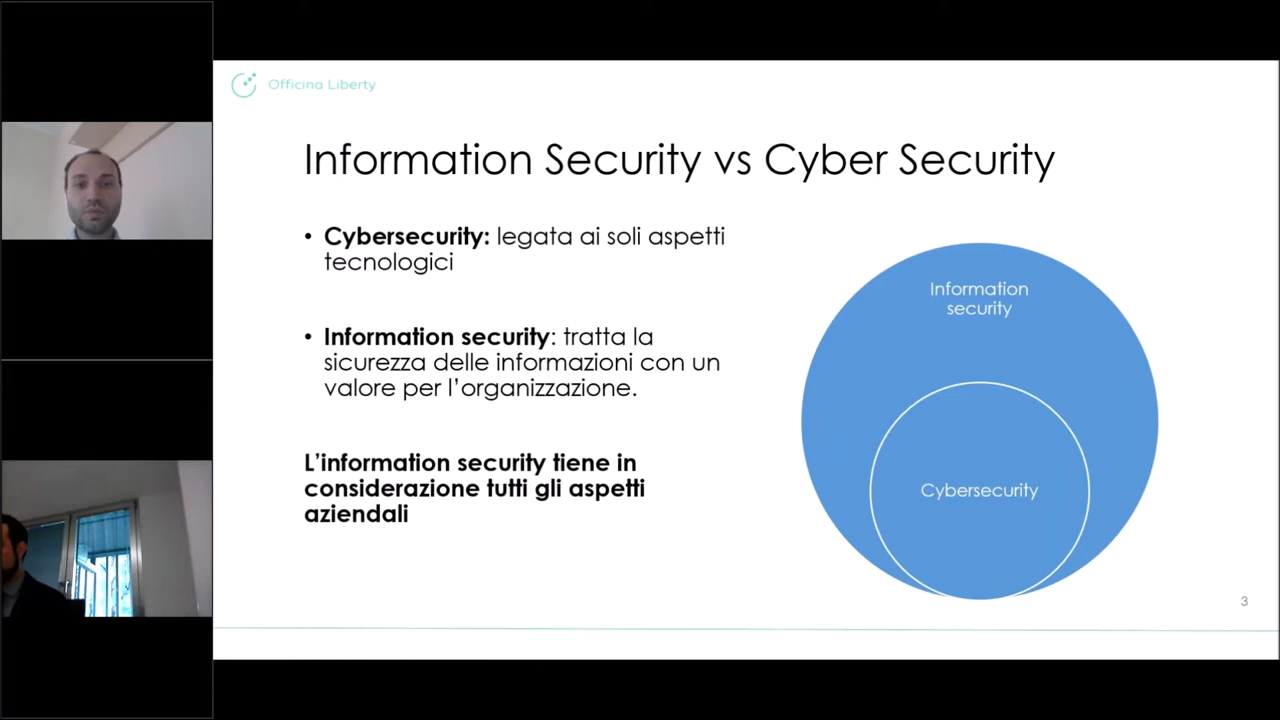 Officina Liberty
Information Security vs Cyber Security
• Cybersecurity: legata ai soli aspetti
tecnologici
• Information security: tratta la
sicurezza delle informazioni con un
valore per l’organizzazione.
L’information security tiene in
considerazione tutti gli aspetti
aziendali
Information
security
Cybersecurity
3